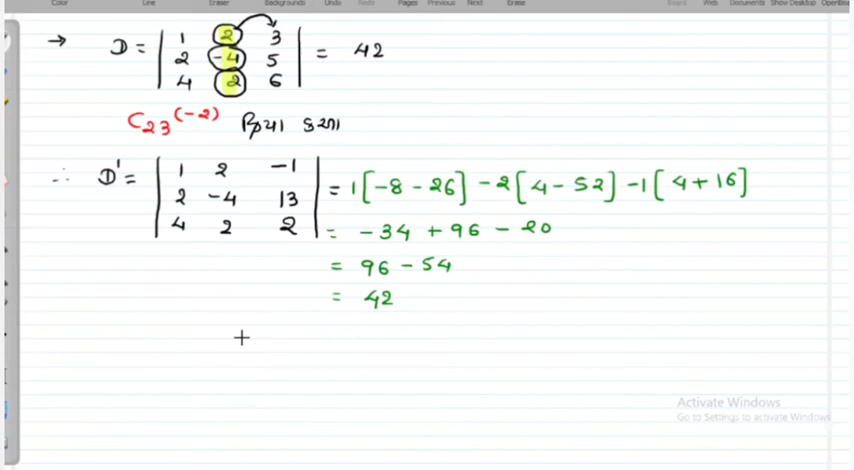 Color Line Eraser Backgrounds Undo Redo Pages Previous Next Erase Board Web Documents Show Desktop OpenBoa
→ D = | 1 2 3 | = 42
| 2 -4 5 |
| 4 2 6 |
C₂₃⁽⁻²⁾
∴ D' = | 1 2 -1 | = 1[-8 - 26] - 2[4 - 52] - 1[4 + 16]
| 2 -4 13 |
| 4 2 2 | = -34 + 96 - 20
= 96 - 54
= 42
Activate Windows
Go to Settings to activate Windows